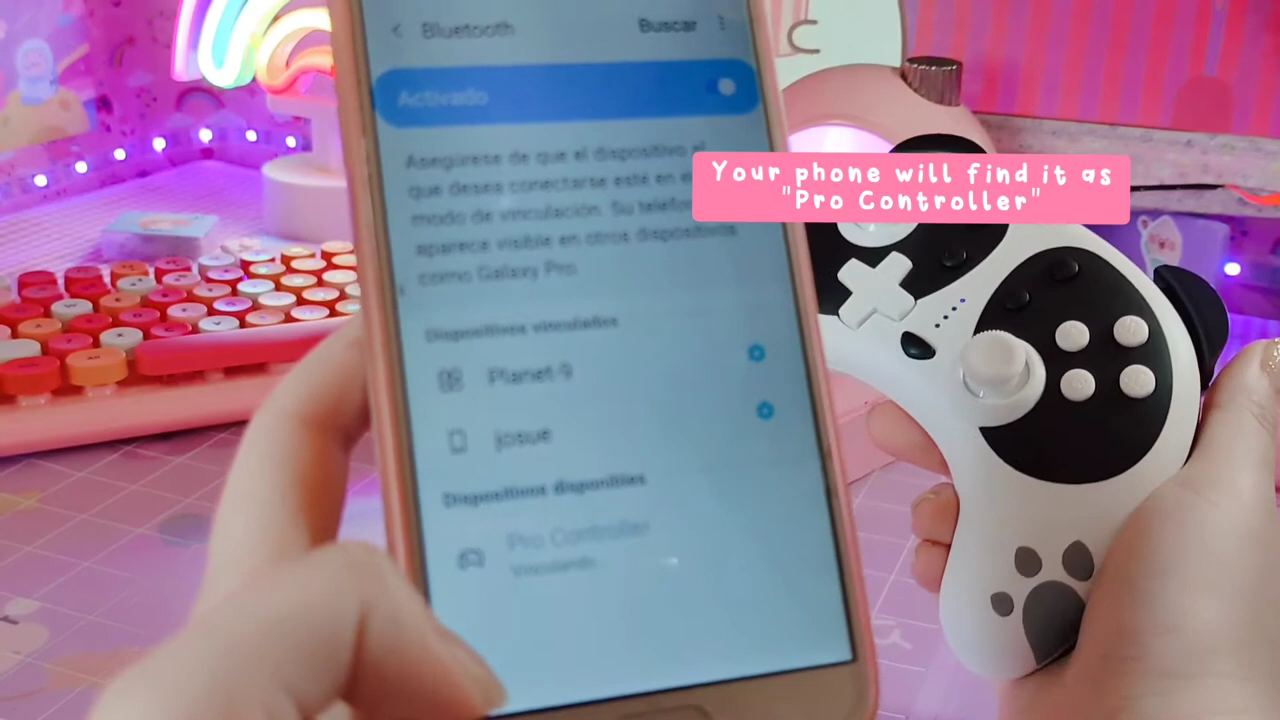 Bluetooth
Buscar
Activado
Asegúrese de que el dispositivo al
que desea conectarse esté en el
modo de vinculación. Su teléfono
aparece visible en otros dispositivos
como Galaxy Pro.
Your phone will find it as
"Pro Controller"
Dispositivos vinculados
Planet-9
josue
Dispositivos disponibles
Pro Controller
Vinculando...